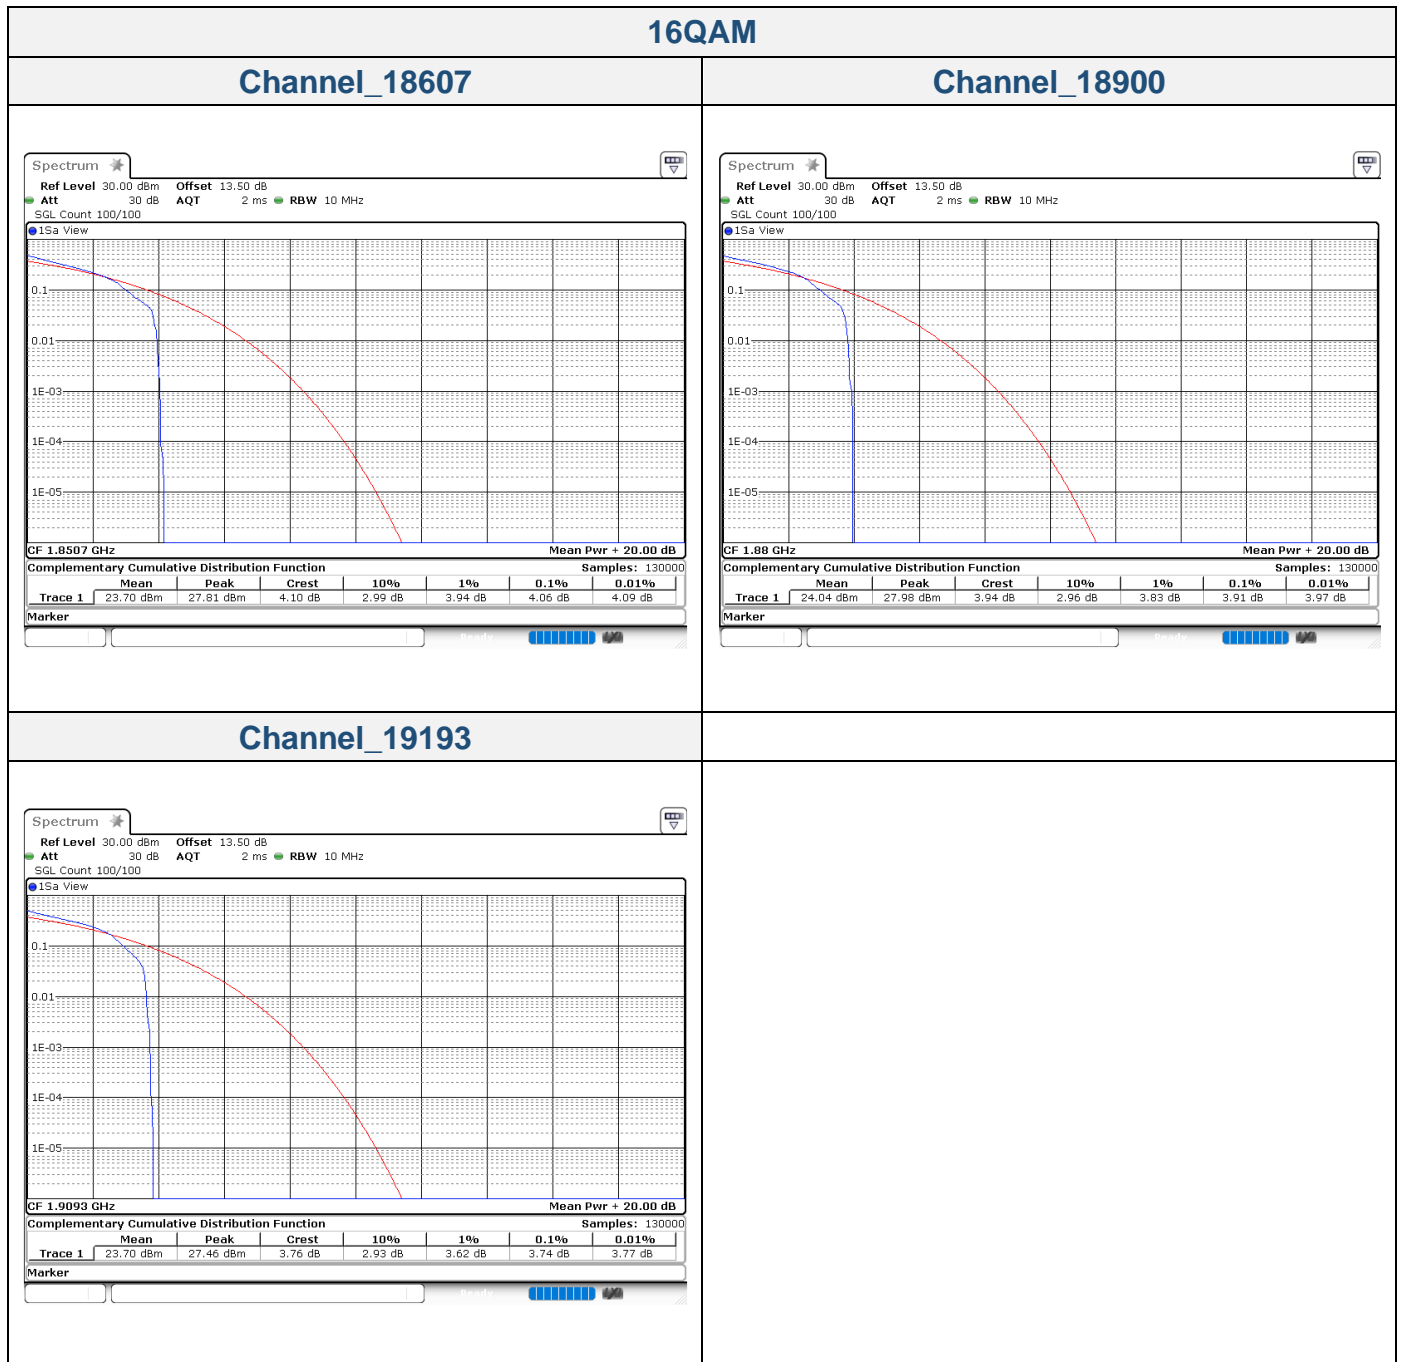 16QAM
Channel_18607 Channel_18900
Spectrum
Ref Level 30.00 dBm Offset 13.50 dB
Att 30 dB AQT 2 ms RBW 10 MHz
SGL Count 100/100
1Sa View
0.1
0.01
1E-03
1E-04
1E-05
CF 1.8507 GHz Mean Pwr + 20.00 dB
Complementary Cumulative Distribution Function Samples: 130000
Mean Peak Crest 10% 1% 0.1% 0.01%
Trace 1 23.70 dBm 27.81 dBm 4.10 dB 2.99 dB 3.94 dB 4.06 dB 4.09 dB
Marker
Ready
Spectrum
Ref Level 30.00 dBm Offset 13.50 dB
Att 30 dB AQT 2 ms RBW 10 MHz
SGL Count 100/100
1Sa View
0.1
0.01
1E-03
1E-04
1E-05
CF 1.88 GHz Mean Pwr + 20.00 dB
Complementary Cumulative Distribution Function Samples: 130000
Mean Peak Crest 10% 1% 0.1% 0.01%
Trace 1 24.04 dBm 27.98 dBm 3.94 dB 2.96 dB 3.83 dB 3.91 dB 3.97 dB
Marker
Ready
Channel_19193
Spectrum
Ref Level 30.00 dBm Offset 13.50 dB
Att 30 dB AQT 2 ms RBW 10 MHz
SGL Count 100/100
1Sa View
0.1
0.01
1E-03
1E-04
1E-05
CF 1.9093 GHz Mean Pwr + 20.00 dB
Complementary Cumulative Distribution Function Samples: 130000
Mean Peak Crest 10% 1% 0.1% 0.01%
Trace 1 23.70 dBm 27.46 dBm 3.76 dB 2.93 dB 3.62 dB 3.74 dB 3.77 dB
Marker
Ready